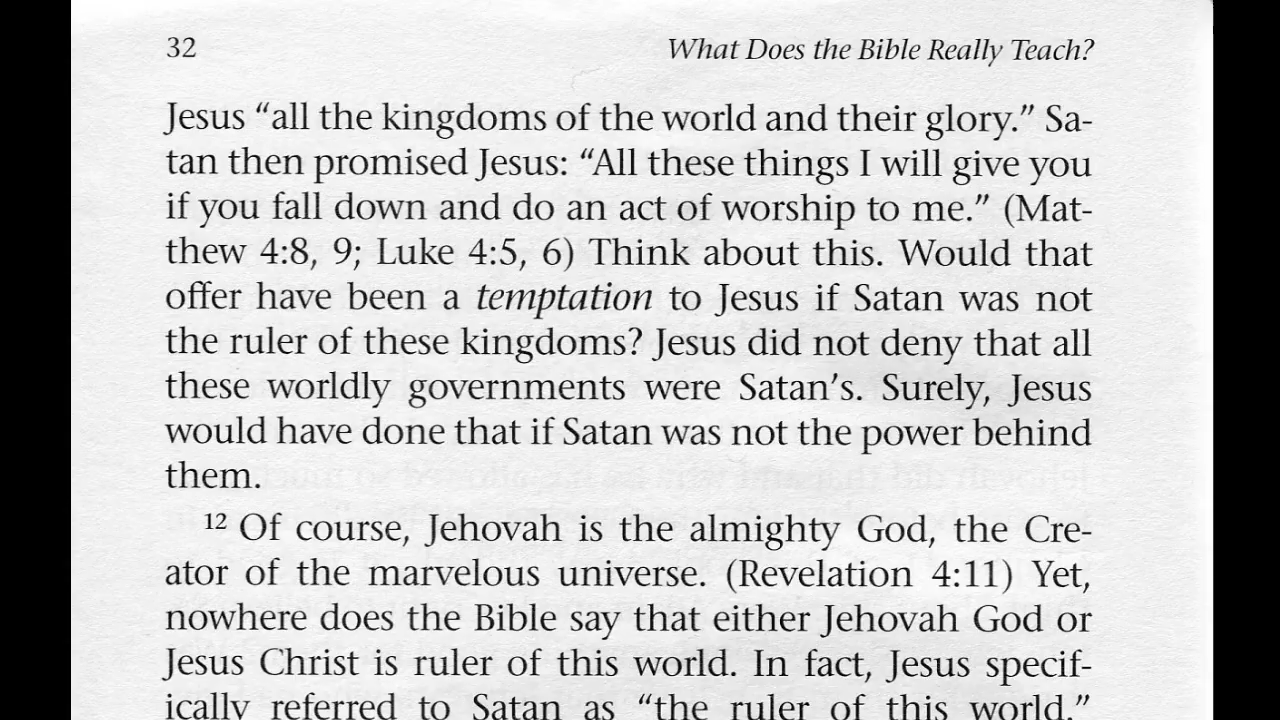 32 What Does the Bible Really Teach?
Jesus “all the kingdoms of the world and their glory.” Sa-
tan then promised Jesus: “All these things I will give you
if you fall down and do an act of worship to me.” (Mat-
thew 4:8, 9; Luke 4:5, 6) Think about this. Would that
offer have been a temptation to Jesus if Satan was not
the ruler of these kingdoms? Jesus did not deny that all
these worldly governments were Satan’s. Surely, Jesus
would have done that if Satan was not the power behind
them.
12 Of course, Jehovah is the almighty God, the Cre-
ator of the marvelous universe. (Revelation 4:11) Yet,
nowhere does the Bible say that either Jehovah God or
Jesus Christ is ruler of this world. In fact, Jesus specif-
ically referred to Satan as “the ruler of this world.”